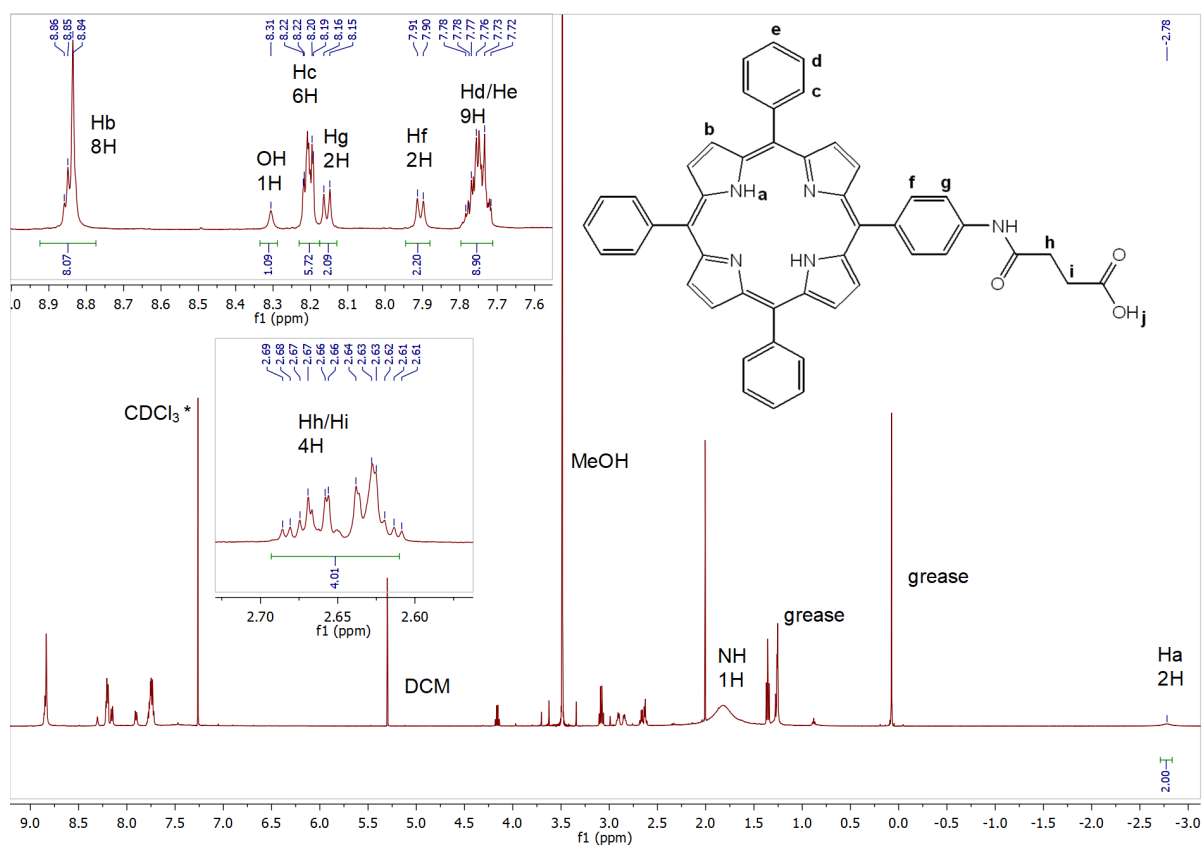 8.86 8.85 8.84 8.31 8.22 8.22 8.20 8.19 8.16 8.15 7.91 7.90 7.78 7.78 7.77 7.76 7.73 7.72
-2.78
Hb
8H
OH
1H
Hc
6H
Hg
2H
Hf
2H
Hd/He
9H
8.07 1.09 5.72 2.09 2.20 8.90
.0 8.9 8.8 8.7 8.6 8.5 8.4 8.3 8.2 8.1 8.0 7.9 7.8 7.7 7.6
f1 (ppm)
e
d
c
b
NH
a
N
N
HN
f
g
NH
h
O
i
O
OH
j
2.69 2.68 2.67 2.67 2.66 2.66 2.64 2.63 2.63 2.62 2.61 2.61
Hh/Hi
4H
4.01
2.70 2.65 2.60
f1 (ppm)
CDCl3 *
DCM
MeOH
NH
1H
grease
grease
Ha
2H
2.00
9.0 8.5 8.0 7.5 7.0 6.5 6.0 5.5 5.0 4.5 4.0 3.5 3.0 2.5 2.0 1.5 1.0 0.5 0.0 -0.5 -1.0 -1.5 -2.0 -2.5 -3.0
f1 (ppm)